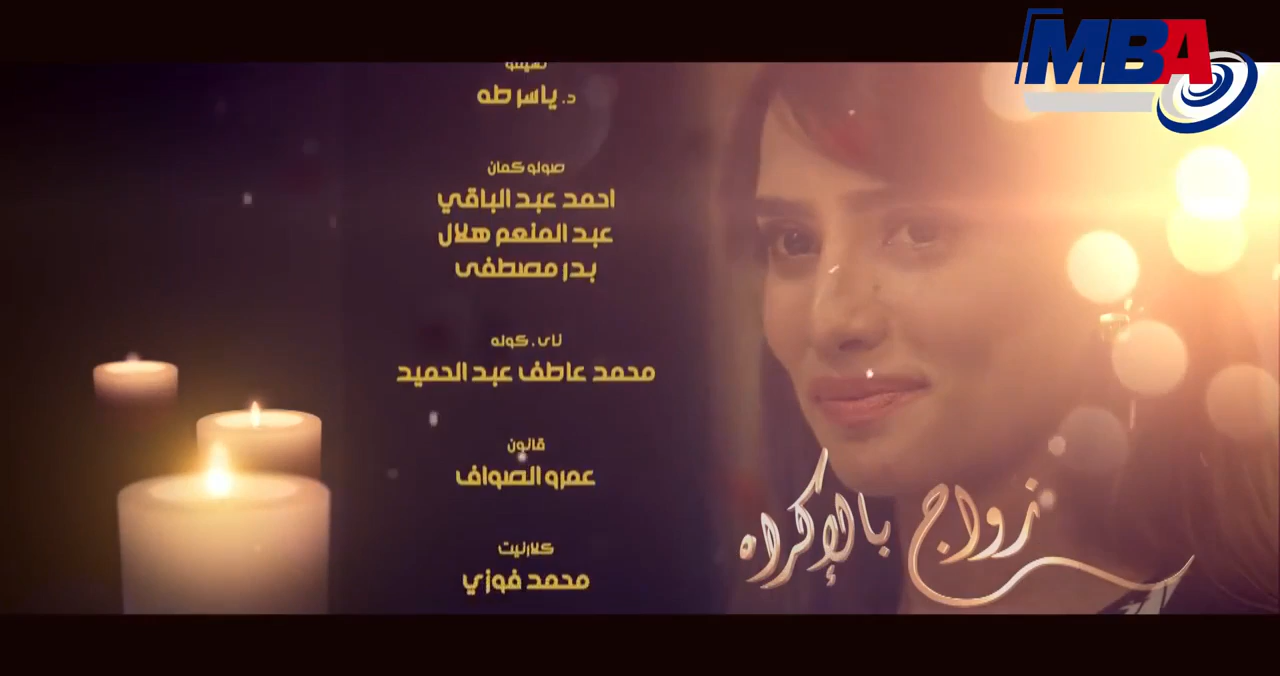 MBA
د. ياسر طه
صولو كمان
احمد عبد الباقي
عبد المنعم هلال
بدر مصطفى
ناى . كوله
محمد عاطف عبد الحميد
قانون
عمرو الصواف
كلارنيت
محمد فوزي
زواج بالإكراه